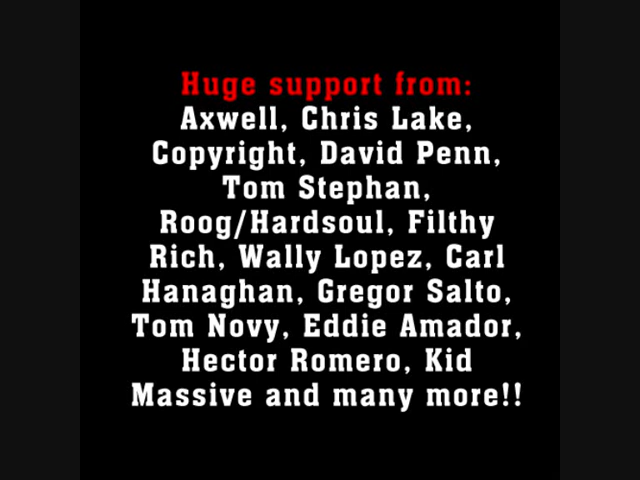 Huge support from:
Axwell, Chris Lake,
Copyright, David Penn,
Tom Stephan,
Roog/Hardsoul, Filthy
Rich, Wally Lopez, Carl
Hanaghan, Gregor Salto,
Tom Novy, Eddie Amador,
Hector Romero, Kid
Massive and many more!!